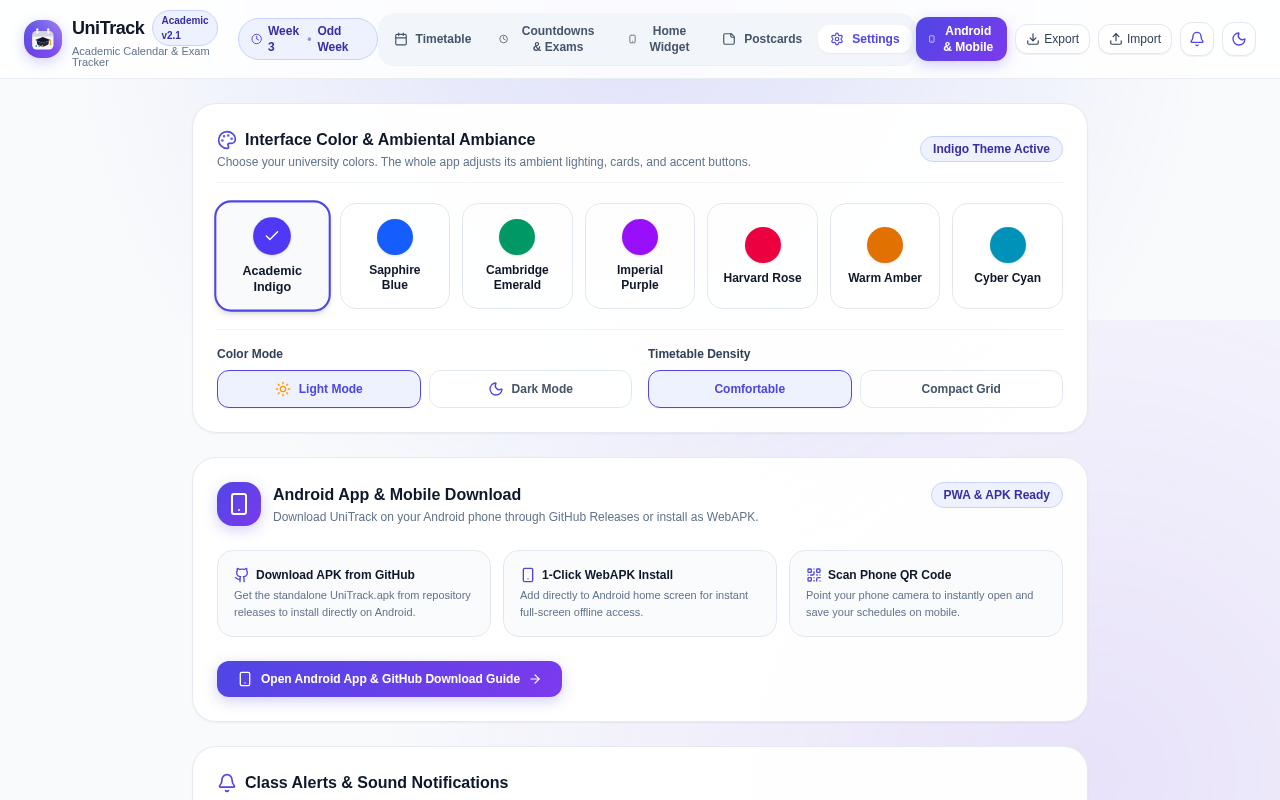 UniTrack
Academic
v2.1
Academic Calendar & Exam
Tracker
Week
3
•
Odd
Week
Timetable
Countdowns
& Exams
Home
Widget
Postcards
Settings
Android
& Mobile
Export
Import
Interface Color & Ambiental Ambiance
Choose your university colors. The whole app adjusts its ambient lighting, cards, and accent buttons.
Indigo Theme Active
Academic
Indigo
Sapphire
Blue
Cambridge
Emerald
Imperial
Purple
Harvard Rose
Warm Amber
Cyber Cyan
Color Mode
Light Mode
Dark Mode
Timetable Density
Comfortable
Compact Grid
Android App & Mobile Download
Download UniTrack on your Android phone through GitHub Releases or install as WebAPK.
PWA & APK Ready
Download APK from GitHub
Get the standalone UniTrack.apk from repository
releases to install directly on Android.
1-Click WebAPK Install
Add directly to Android home screen for instant
full-screen offline access.
Scan Phone QR Code
Point your phone camera to instantly open and
save your schedules on mobile.
Open Android App & GitHub Download Guide
Class Alerts & Sound Notifications